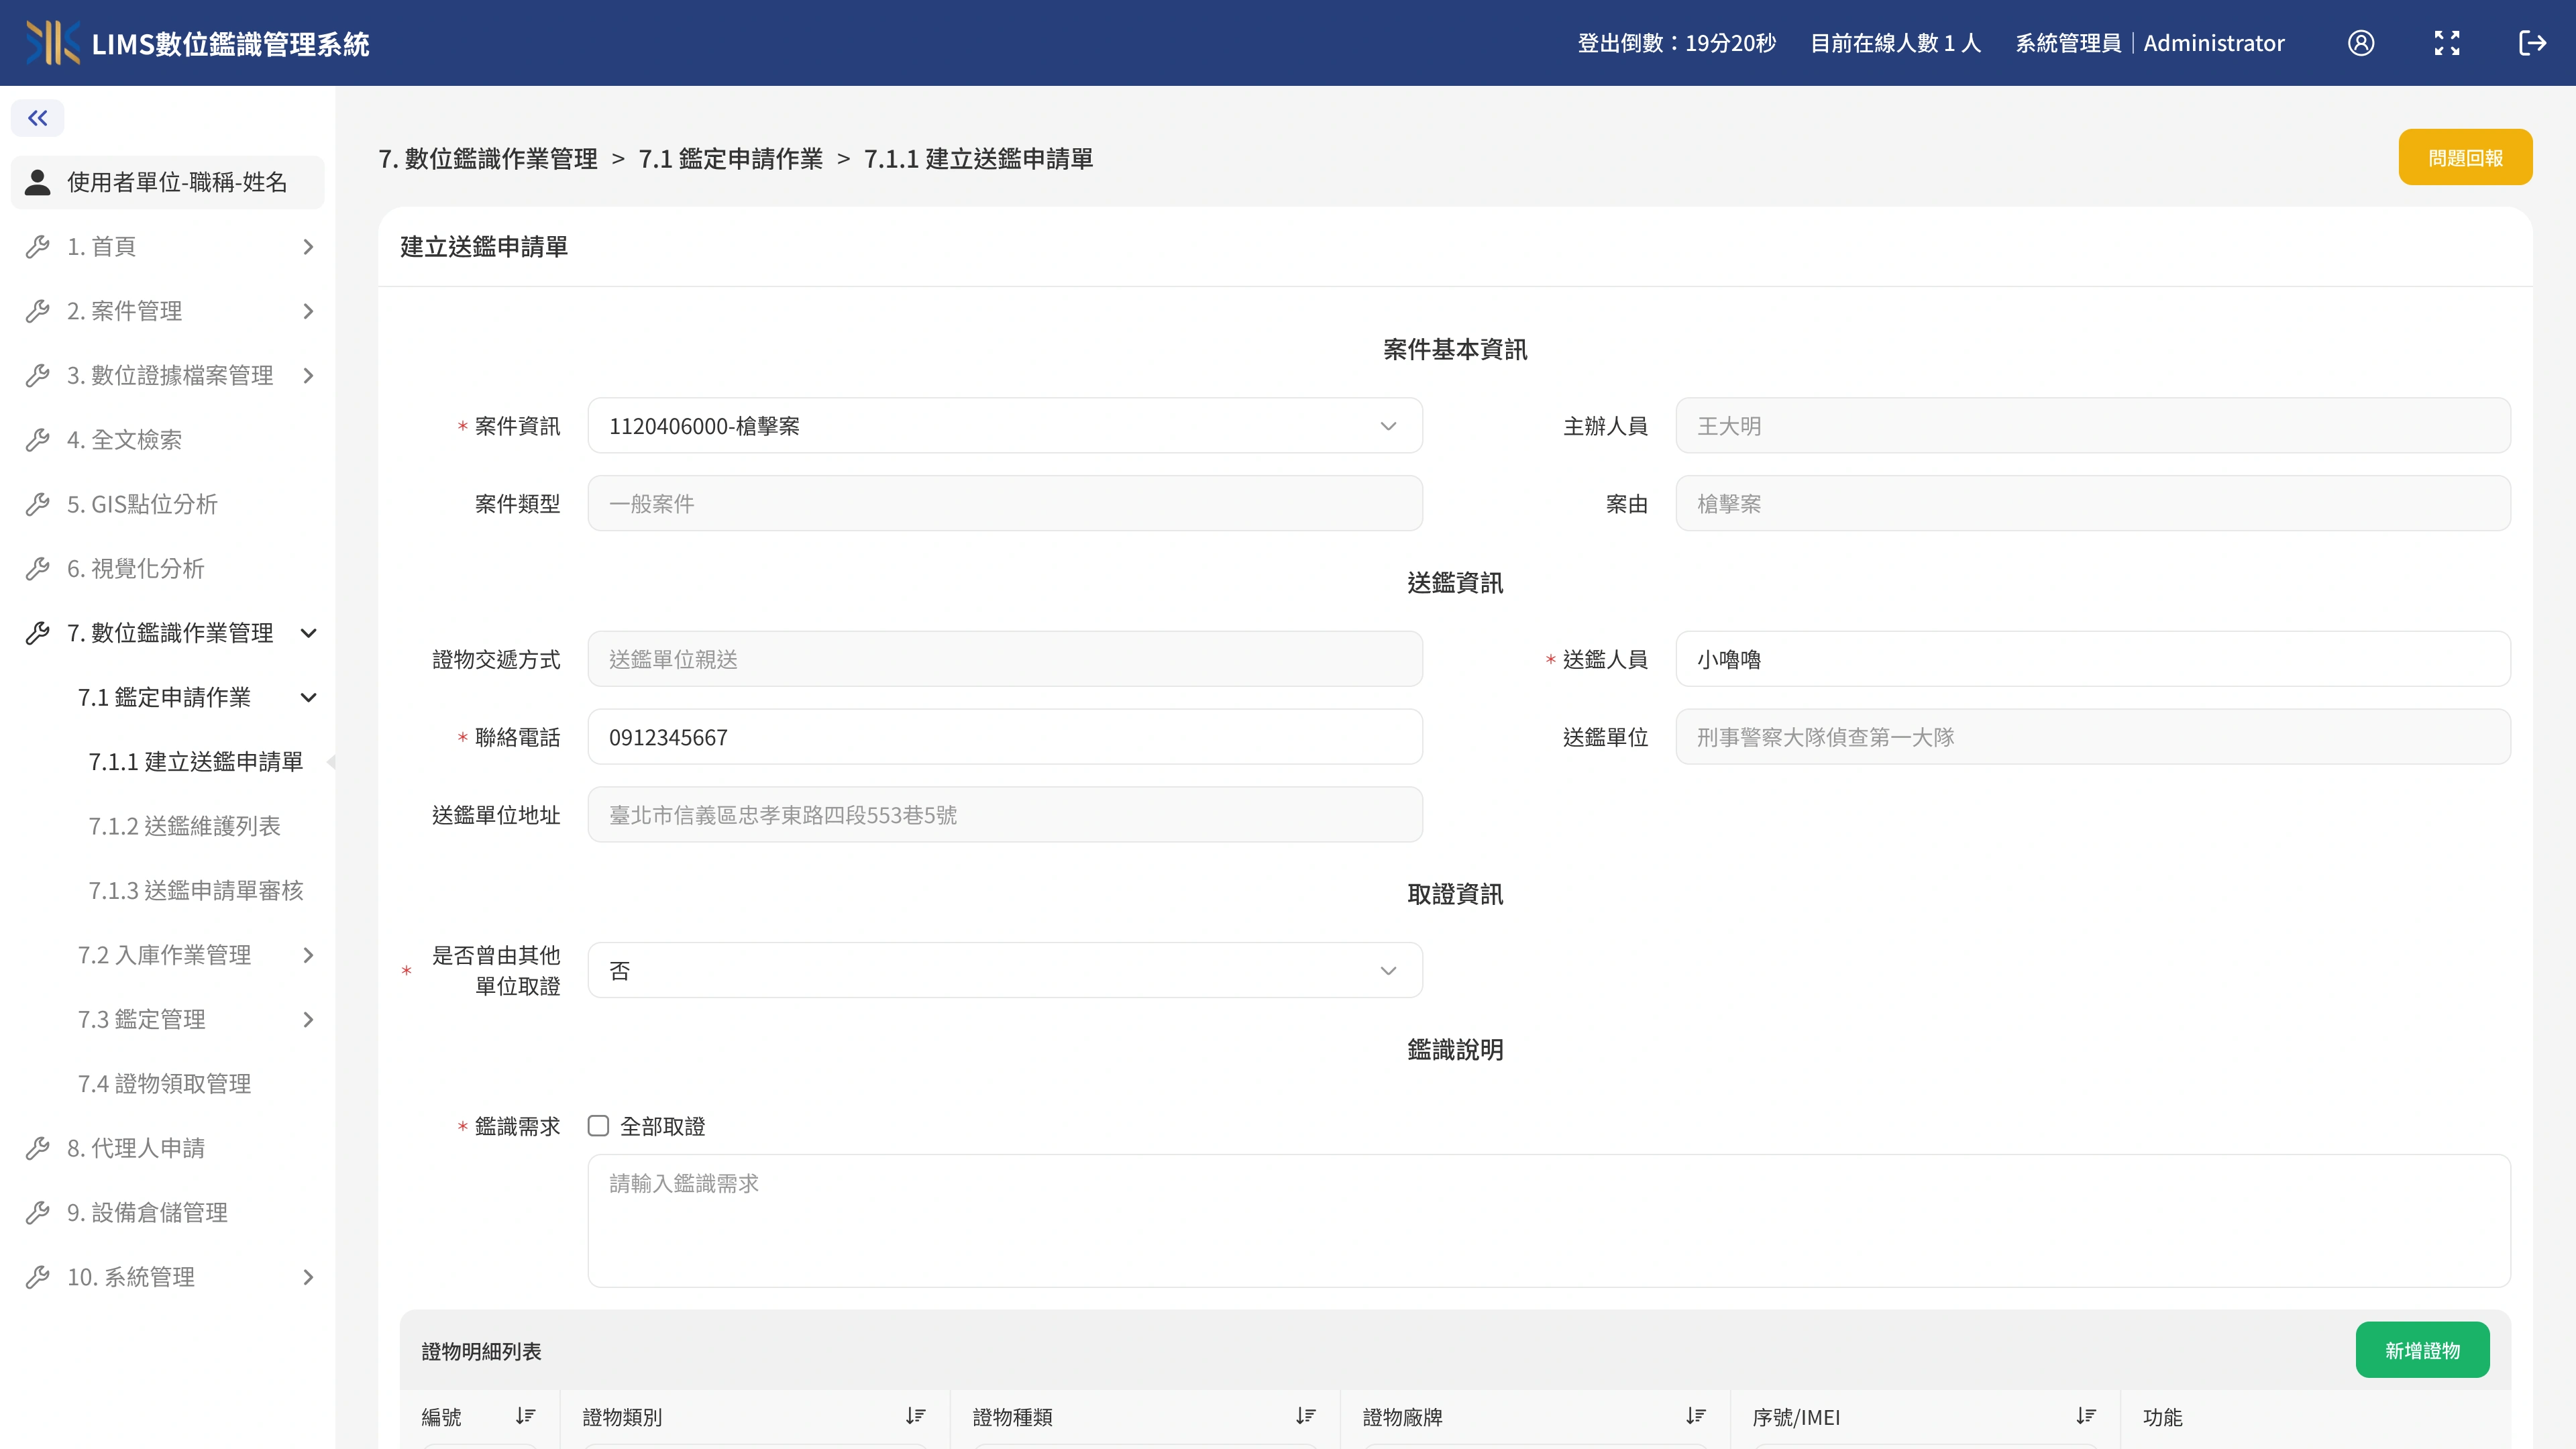 LIMS數位鑑識管理系統
登出倒數：19分20秒
目前在線人數 1 人
系統管理員｜Administrator
使用者單位-職稱-姓名
1. 首頁
2. 案件管理
3. 數位證據檔案管理
4. 全文檢索
5. GIS點位分析
6. 視覺化分析
7. 數位鑑識作業管理
7.1 鑑定申請作業
7.1.1 建立送鑑申請單
7.1.2 送鑑維護列表
7.1.3 送鑑申請單審核
7.2 入庫作業管理
7.3 鑑定管理
7.4 證物領取管理
8. 代理人申請
9. 設備倉儲管理
10. 系統管理
7. 數位鑑識作業管理 > 7.1 鑑定申請作業 > 7.1.1 建立送鑑申請單
問題回報
建立送鑑申請單
案件基本資訊
* 案件資訊 1120406000-槍擊案
主辦人員 王大明
案件類型 一般案件
案由 槍擊案
送鑑資訊
證物交遞方式 送鑑單位親送
* 送鑑人員 小嚕嚕
* 聯絡電話 0912345667
送鑑單位 刑事警察大隊偵查第一大隊
送鑑單位地址 臺北市信義區忠孝東路四段553巷5號
取證資訊
* 是否曾由其他
單位取證
否
鑑識說明
* 鑑識需求 全部取證
請輸入鑑識需求
證物明細列表
新增證物
編號 證物類別 證物種類 證物廠牌 序號/IMEI 功能